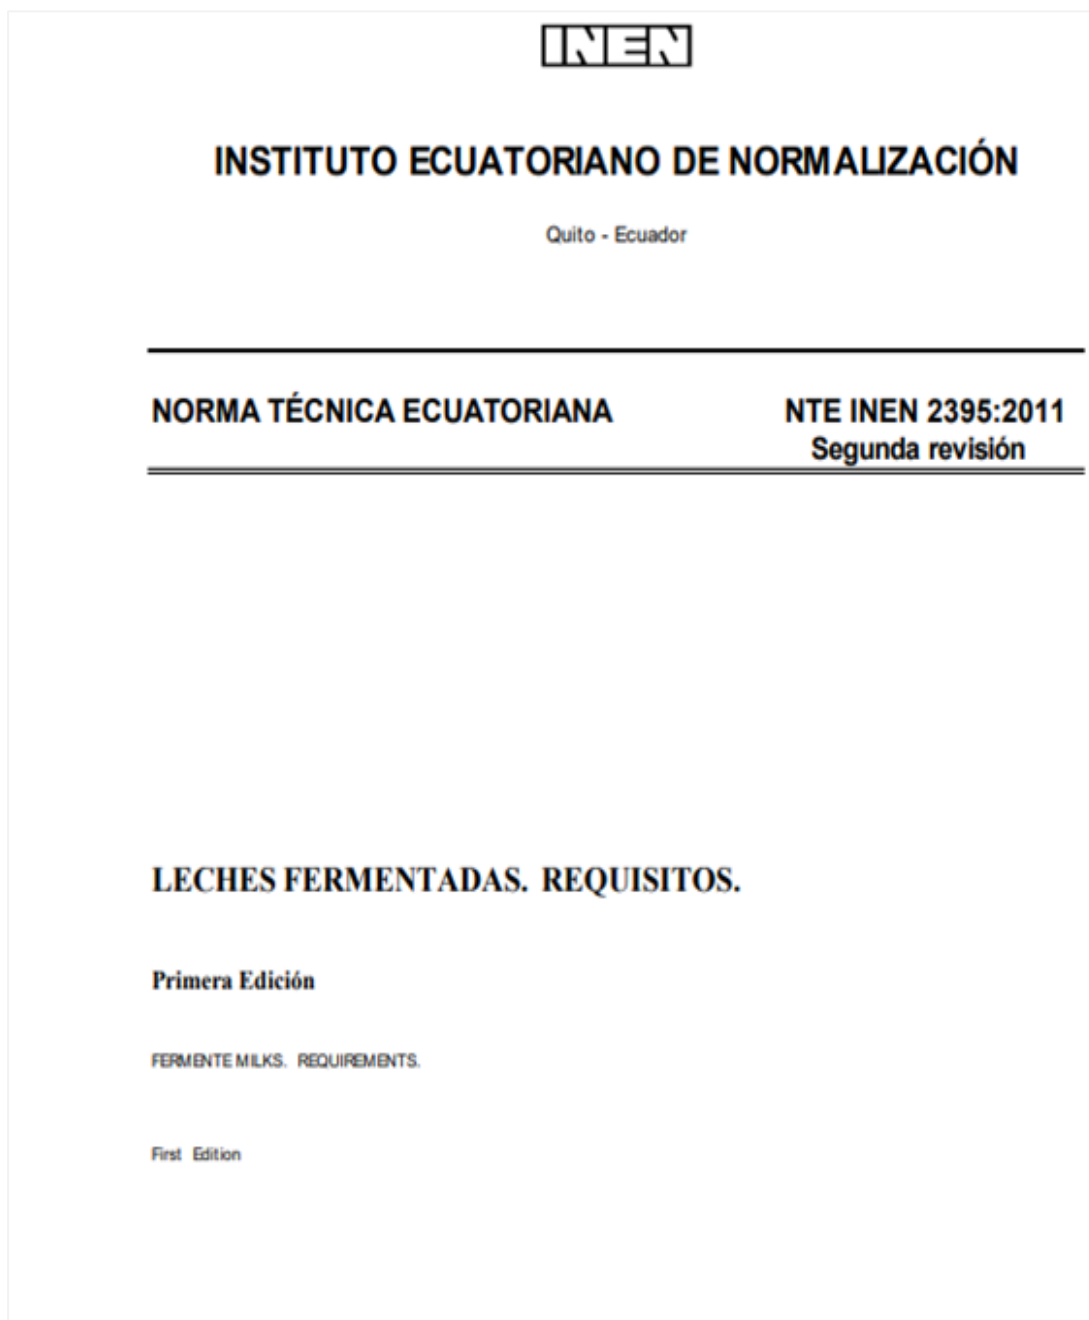 INEN
INSTITUTO ECUATORIANO DE NORMALIZACIÓN
Quito - Ecuador
NORMA TÉCNICA ECUATORIANA NTE INEN 2395:2011
Segunda revisión
LECHES FERMENTADAS. REQUISITOS.
Primera Edición
FERMENTE MILKS. REQUIREMENTS.
First Edition